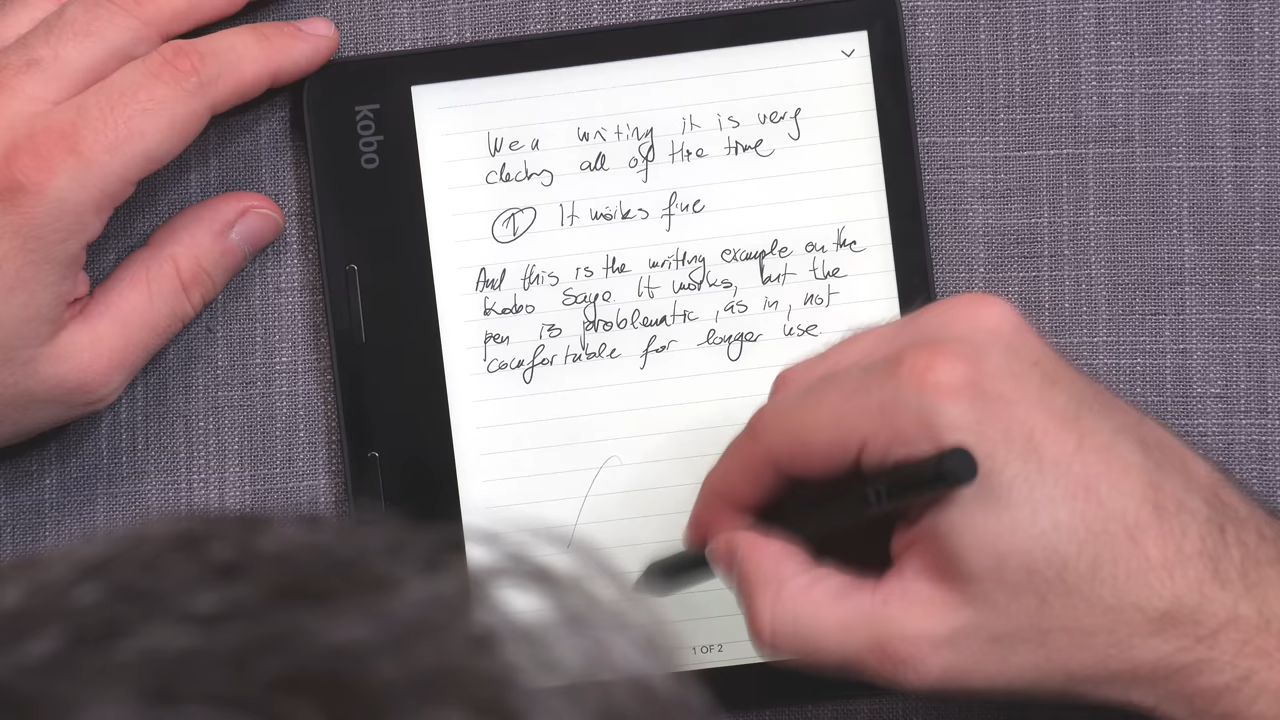 kobo
writing it is very
all of the time
① It works fine
And this is the writing example on the
kobo Sage. It works, but the
pen is problematic, as in, not
comfortable for longer use.
1 OF 2